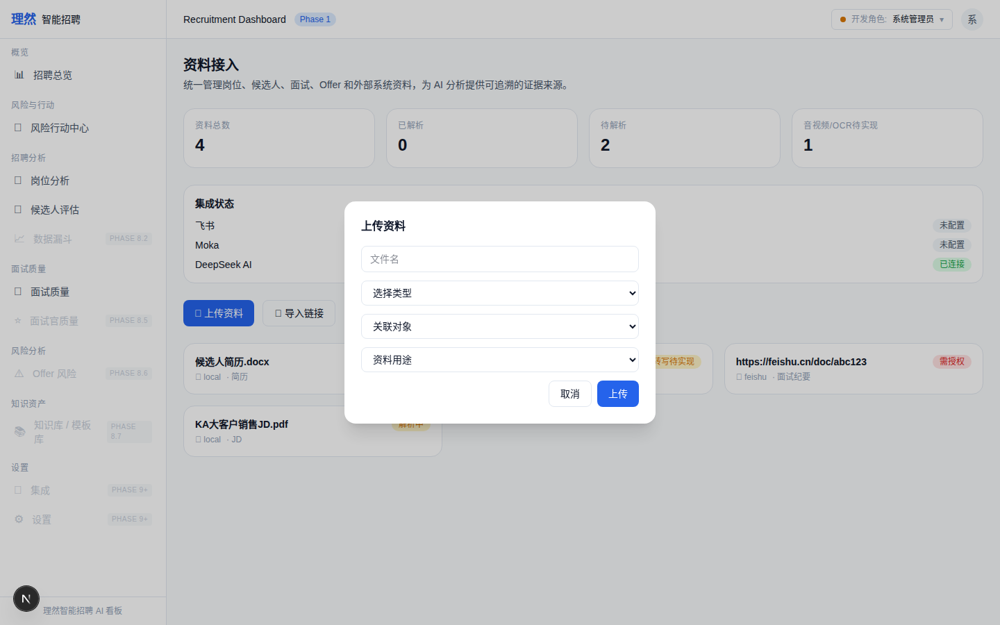 理然 智能招聘
Recruitment Dashboard Phase 1
开发角色: 系统管理员
系
概览
招聘总览
风险与行动
风险行动中心
招聘分析
岗位分析
候选人评估
数据漏斗 PHASE 8.2
面试质量
面试质量
面试官质量 PHASE 8.5
风险分析
Offer 风险 PHASE 8.6
知识资产
知识库 / 模板库 PHASE 8.7
设置
集成 PHASE 9+
设置 PHASE 9+
理然智能招聘 AI 看板
资料接入
统一管理岗位、候选人、面试、Offer 和外部系统资料，为 AI 分析提供可追溯的证据来源。
资料总数
4
已解析
0
待解析
2
音视频/OCR待实现
1
集成状态
飞书 未配置
Moka 未配置
DeepSeek AI 已连接
上传资料
导入链接
候选人简历.docx
local · 简历
写待实现
https://feishu.cn/doc/abc123 需授权
feishu · 面试纪要
KA大客户销售JD.pdf 解析中
local · JD
上传资料
文件名
选择类型
关联对象
资料用途
取消
上传